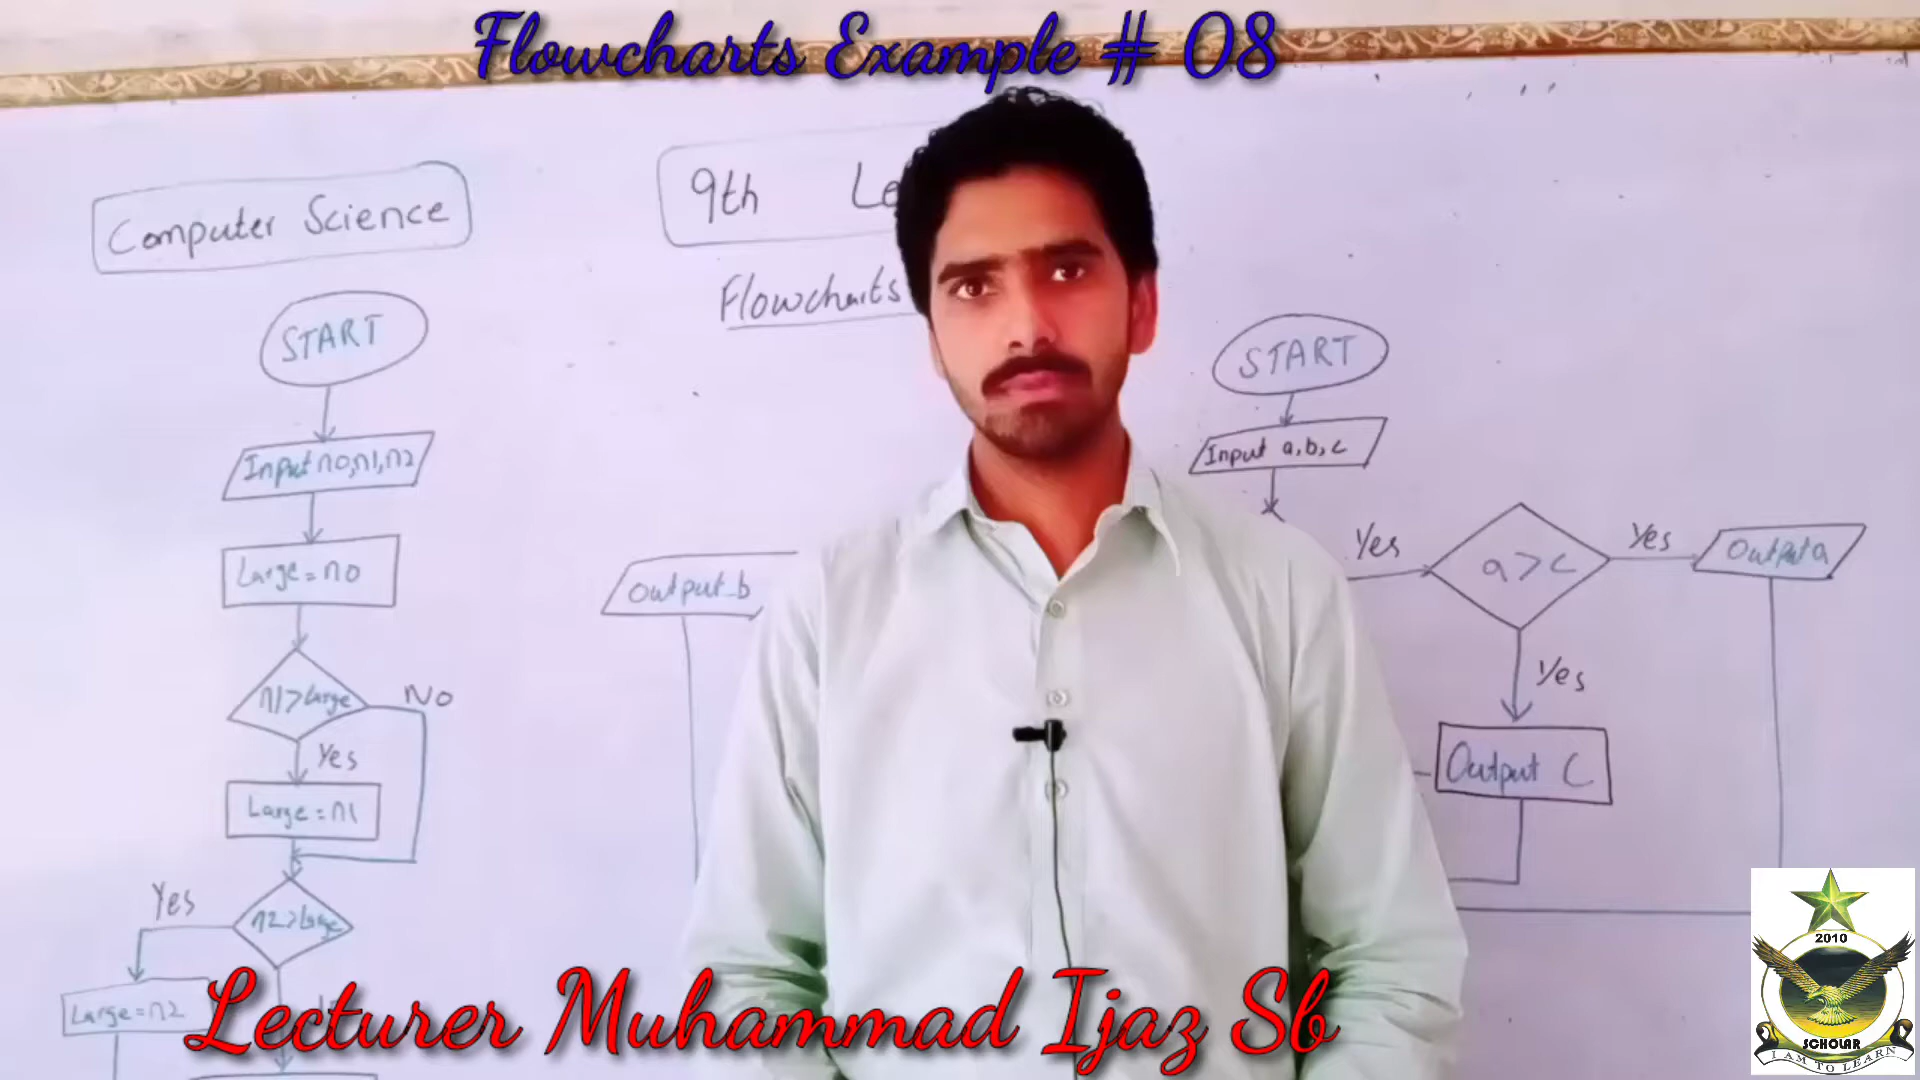 Flowcharts Example # 08
Computer Science
9th Le
Flowcharts
START
Input n0,n1,n2
Large = n0
n1>Large
No
Yes
Large = n1
n2>Large
Yes
Large=n2
START
Input a,b,c
Output_b
Yes
a>c
Yes
Output a
Yes
Output C
Lecturer Muhammad Ijaz Sb
2010
SCHOLAR
I AM TO LEARN